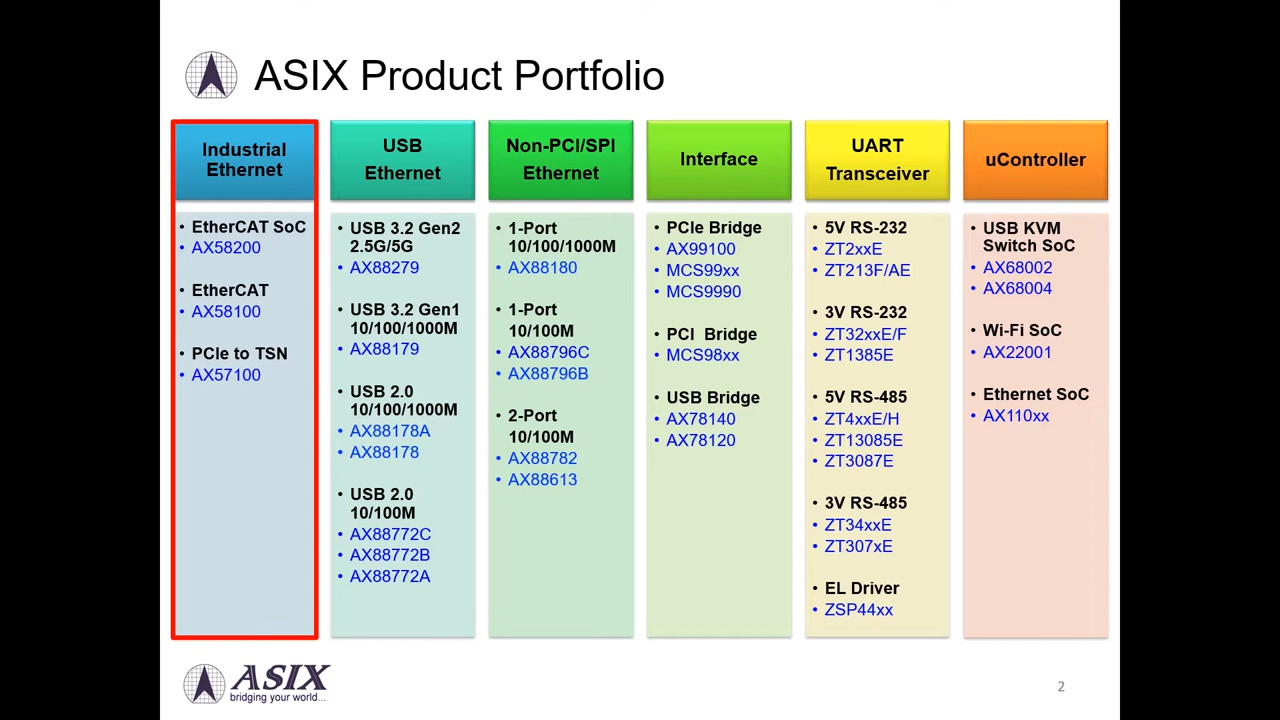 ASIX Product Portfolio
Industrial
Ethernet
• EtherCAT SoC
• AX58200
• EtherCAT
• AX58100
• PCIe to TSN
• AX57100
USB
Ethernet
• USB 3.2 Gen2
2.5G/5G
• AX88279
• USB 3.2 Gen1
10/100/1000M
• AX88179
• USB 2.0
10/100/1000M
• AX88178A
• AX88178
• USB 2.0
10/100M
• AX88772C
• AX88772B
• AX88772A
Non-PCI/SPI
Ethernet
• 1-Port
10/100/1000M
• AX88180
• 1-Port
10/100M
• AX88796C
• AX88796B
• 2-Port
10/100M
• AX88782
• AX88613
Interface
• PCIe Bridge
• AX99100
• MCS99xx
• MCS9990
• PCI Bridge
• MCS98xx
• USB Bridge
• AX78140
• AX78120
UART
Transceiver
• 5V RS-232
• ZT2xxE
• ZT213F/AE
• 3V RS-232
• ZT32xxE/F
• ZT1385E
• 5V RS-485
• ZT4xxE/H
• ZT13085E
• ZT3087E
• 3V RS-485
• ZT34xxE
• ZT307xE
• EL Driver
• ZSP44xx
uController
• USB KVM
Switch SoC
• AX68002
• AX68004
• Wi-Fi SoC
• AX22001
• Ethernet SoC
• AX110xx
ASIX
bridging your world...
2